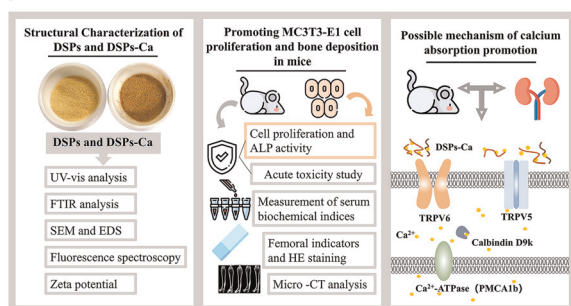 Structural Characterization of
DSPs and DSPs-Ca
DSPs and DSPs-Ca
UV-vis analysis
FTIR analysis
SEM and EDS
Fluorescence spectroscopy
Zeta potential
Promoting MC3T3-E1 cell
proliferation and bone deposition
in mice
Cell proliferation and
ALP activity
Acute toxicity study
Measurement of serum
biochemical indices
Femoral indicators
and HE staining
Micro -CT analysis
Possible mechanism of calcium
absorption promotion
DSPs-Ca
TRPV6
TRPV5
Ca²⁺
Calbindin D9k
Ca²⁺-ATPase（PMCA1b）